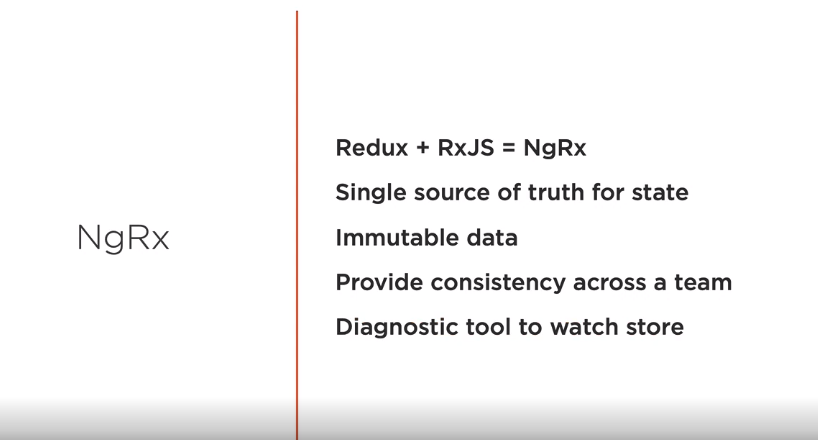 NgRx
Redux + RxJS = NgRx
Single source of truth for state
Immutable data
Provide consistency across a team
Diagnostic tool to watch store